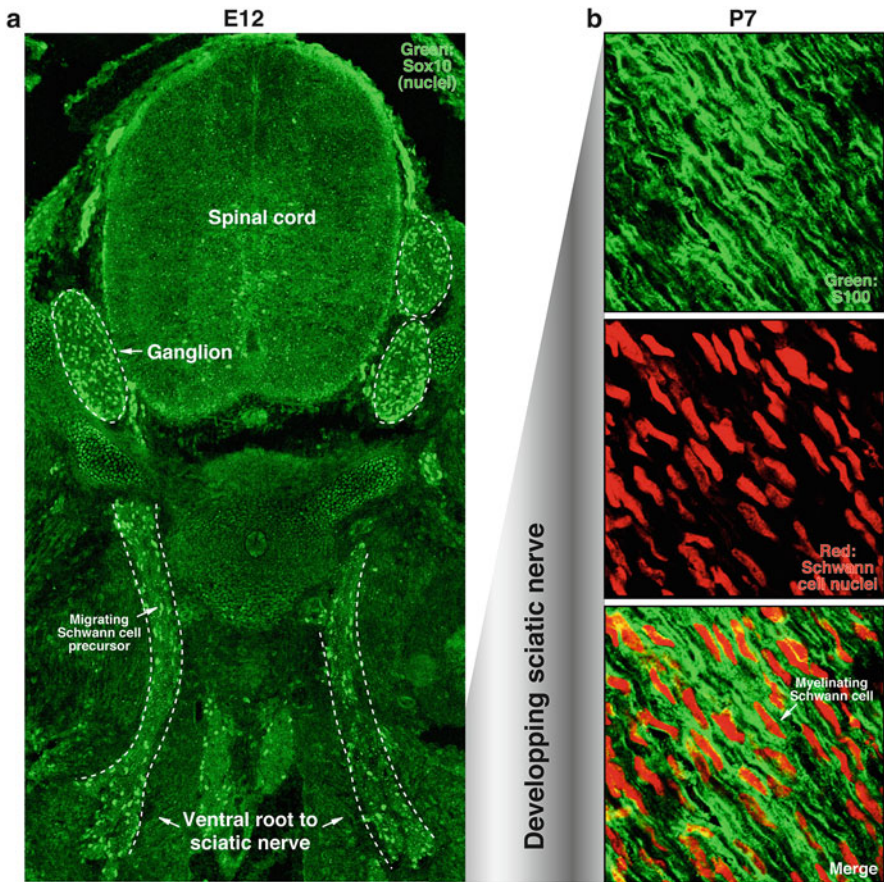 a
E12
Green:
Sox10
(nuclei)
Spinal cord
Ganglion
Migrating
Schwann cell
precursor
Ventral root to
sciatic nerve
Developping sciatic nerve
b
P7
Green:
S100
Red:
Schwann
cell nuclei
Myelinating
Schwann cell
Merge